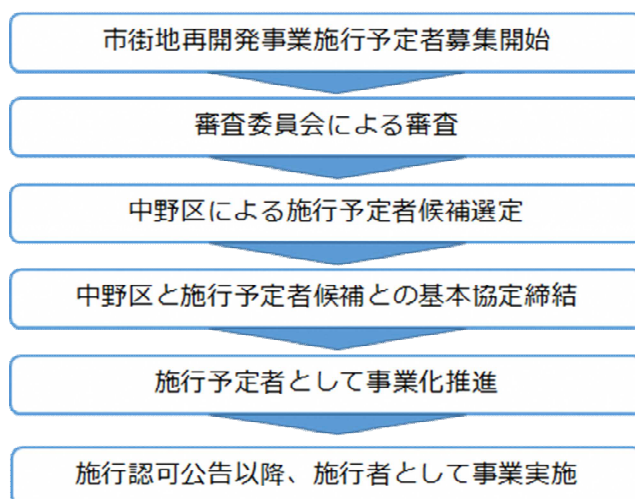 市街地再開発事業施行予定者募集開始
審査委員会による審査
中野区による施行予定者候補選定
中野区と施行予定者候補との基本協定締結
施行予定者として事業化推進
施行認可公告以降、施行者として事業実施